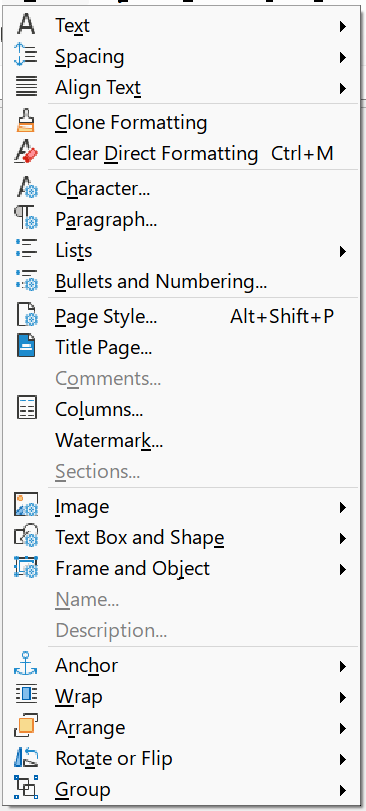 Text
Spacing
Align Text
Clone Formatting
Clear Direct Formatting Ctrl+M
Character...
Paragraph...
Lists
Bullets and Numbering...
Page Style... Alt+Shift+P
Title Page...
Comments...
Columns...
Watermark...
Sections...
Image
Text Box and Shape
Frame and Object
Name...
Description...
Anchor
Wrap
Arrange
Rotate or Flip
Group